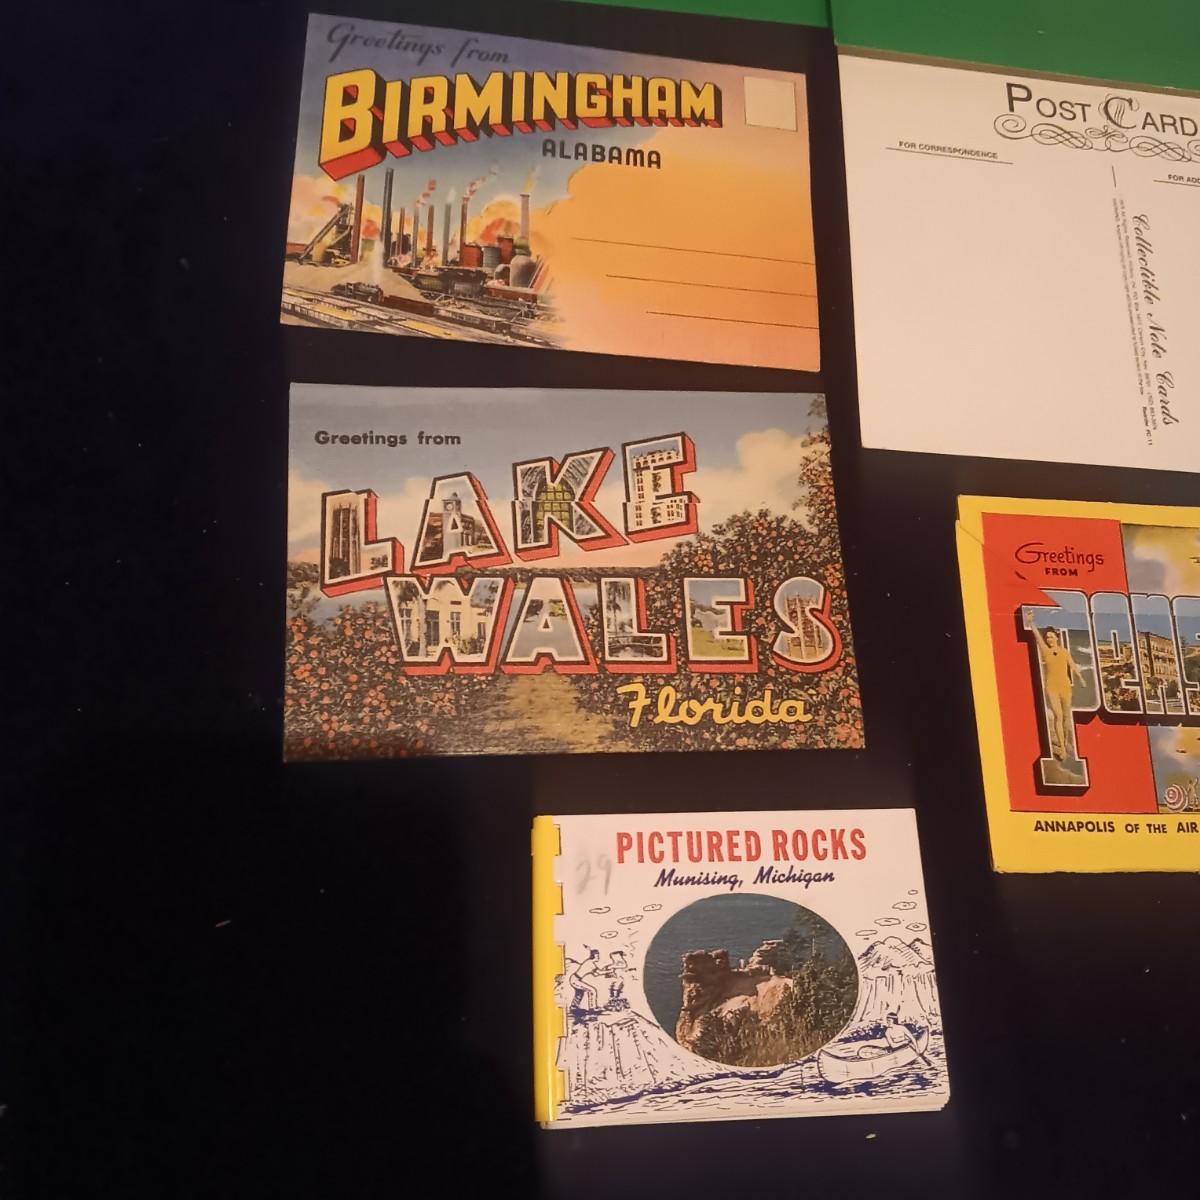 Greetings from
BIRMINGHAM
ALABAMA
POST CARD
FOR CORRESPONDENCE
Collectible Note Cards
Greetings from
LAKE
WALES
Florida
Greetings
FROM
PENS
ANNAPOLIS OF THE AIR
PICTURED ROCKS
Munising, Michigan
29